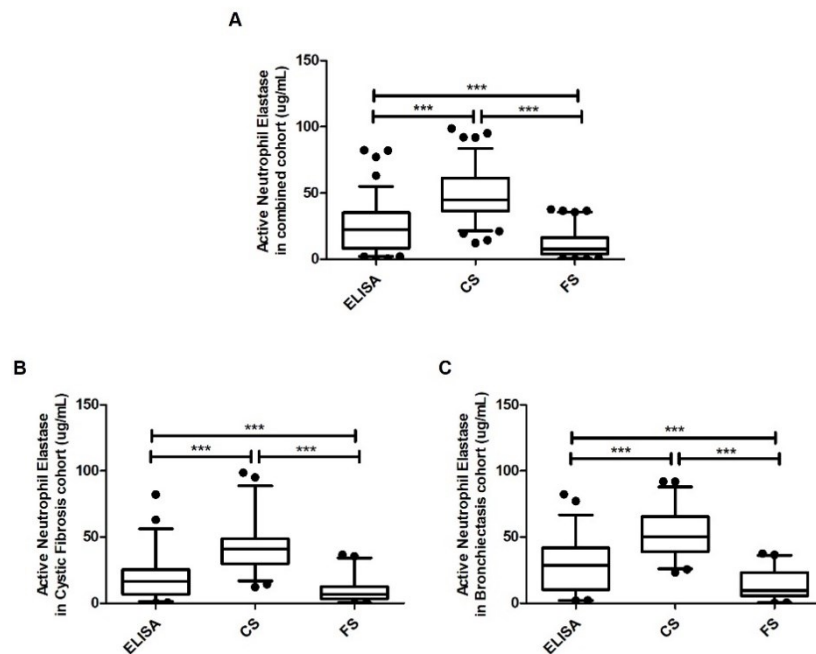 A
Active Neutrophil Elastase
in combined cohort (ug/mL)
150
100
50
0
***
***
***
ELISA
CS
FS
B
Active Neutrophil Elastase
in Cystic Fibrosis cohort (ug/mL)
150
100
50
0
***
***
***
ELISA
CS
FS
C
Active Neutrophil Elastase
in Bronchiectasis cohort (ug/mL)
150
100
50
0
***
***
***
ELISA
CS
FS